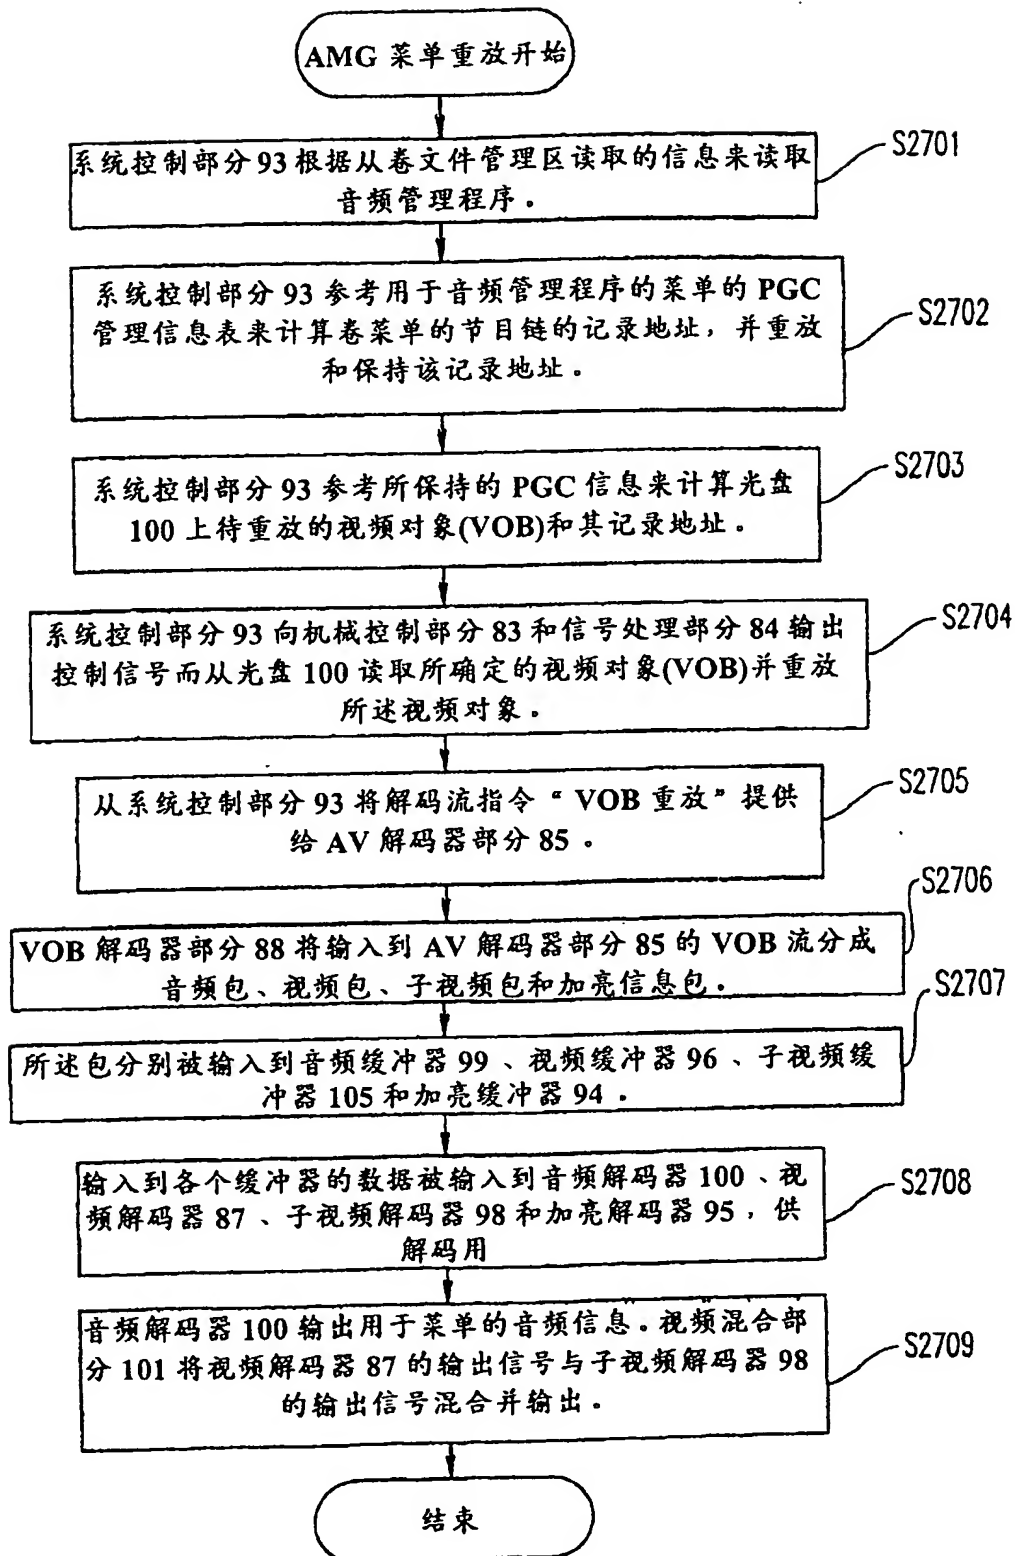 AMG 菜单重放开始
系统控制部分 93 根据从卷文件管理区读取的信息来读取
音频管理程序。
S2701
系统控制部分 93 参考用于音频管理程序的菜单的 PGC
管理信息表来计算卷菜单的节目链的记录地址，并重放
和保持该记录地址。
S2702
系统控制部分 93 参考所保持的 PGC 信息来计算光盘
100 上待重放的视频对象(VOB)和其记录地址。
S2703
系统控制部分 93 向机械控制部分 83 和信号处理部分 84 输出
控制信号而从光盘 100 读取所确定的视频对象(VOB)并重放
所述视频对象。
S2704
从系统控制部分 93 将解码流指令“ VOB 重放”提供
给 AV 解码器部分 85 。
S2705
VOB 解码器部分 88 将输入到 AV 解码器部分 85 的 VOB 流分成
音频包、视频包、子视频包和加亮信息包。
S2706
所述包分别被输入到音频缓冲器 99 、视频缓冲器 96 、子视频缓
冲器 105 和加亮缓冲器 94 。
S2707
输入到各个缓冲器的数据被输入到音频解码器 100 、视
频解码器 87 、子视频解码器 98 和加亮解码器 95 ，供
解码用
S2708
音频解码器 100 输出用于菜单的音频信息。视频混合部
分 101 将视频解码器 87 的输出信号与子视频解码器 98
的输出信号混合并输出。
S2709
结束